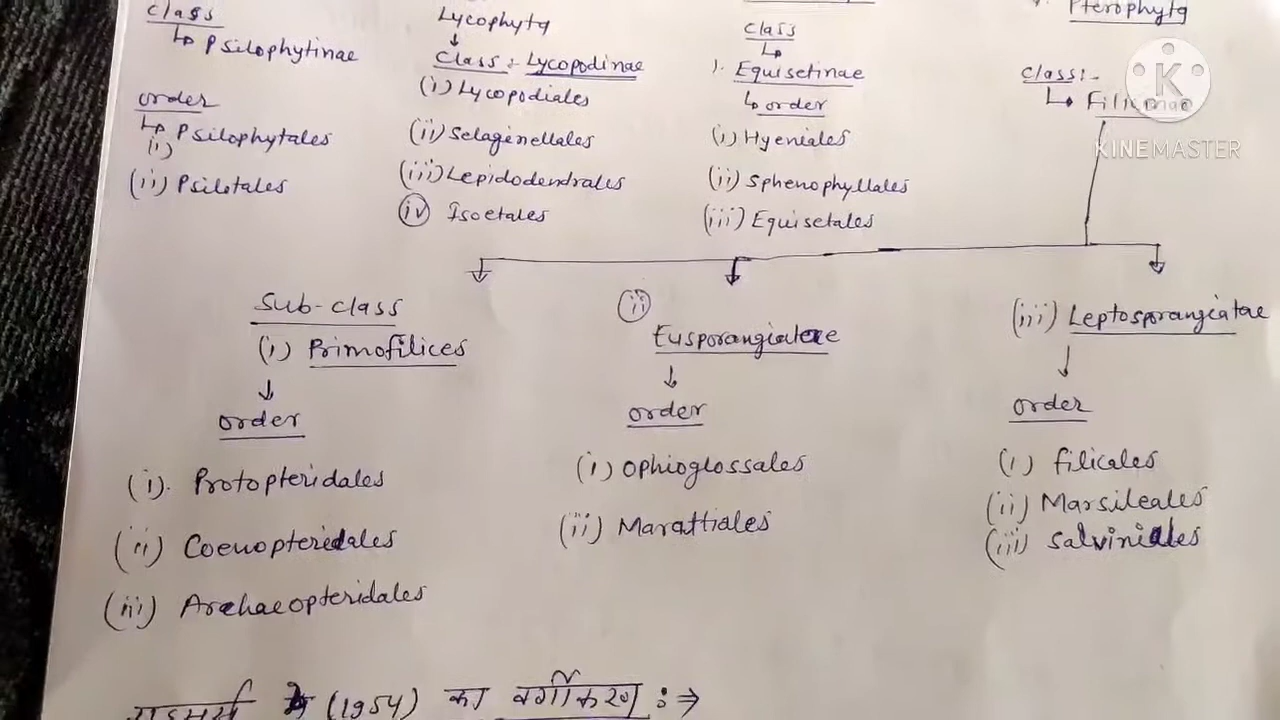 Class
↳ Psilophytinae
order
↳ Psilophytales
(i)
(ii) Psilotales
Lycophyta
↓
Class : Lycopodinae
(i) Lycopodiales
(ii) Selaginellales
(iii) Lepidodendrales
(iv) Isoetales
Class
↳
1. Equisetinae
↳ order
(i) Hyeniales
(ii) Sphenophyllales
(iii) Equisetales
Pterophyta
Class :-
↳ Filicinae
K
KINEMASTER
Sub-class
(i) Primofilices
↓
order
(i). Protopteridales
(ii) Coenopteridales
(iii) Archaeopteridales
(ii)
Eusporangiatae
↓
order
(i) Ophioglossales
(ii) Marattiales
(iii) Leptosporangiatae
↓
order
(i) filicales
(ii) Marsileales
(iii) Salviniales
(1954) का वर्गीकरण :⇒